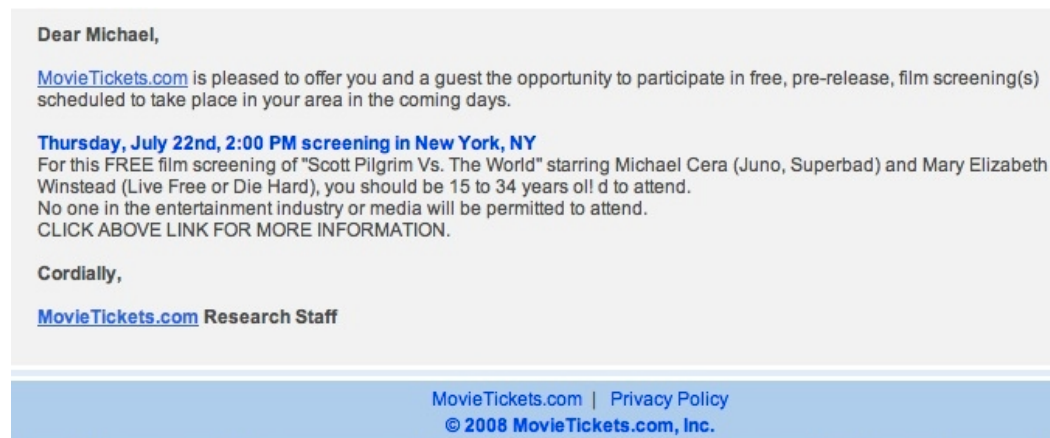 Dear Michael,
MovieTickets.com is pleased to offer you and a guest the opportunity to participate in free, pre-release, film screening(s)
scheduled to take place in your area in the coming days.
Thursday, July 22nd, 2:00 PM screening in New York, NY
For this FREE film screening of "Scott Pilgrim Vs. The World" starring Michael Cera (Juno, Superbad) and Mary Elizabeth
Winstead (Live Free or Die Hard), you should be 15 to 34 years ol! d to attend.
No one in the entertainment industry or media will be permitted to attend.
CLICK ABOVE LINK FOR MORE INFORMATION.
Cordially,
MovieTickets.com Research Staff
MovieTickets.com | Privacy Policy
© 2008 MovieTickets.com, Inc.